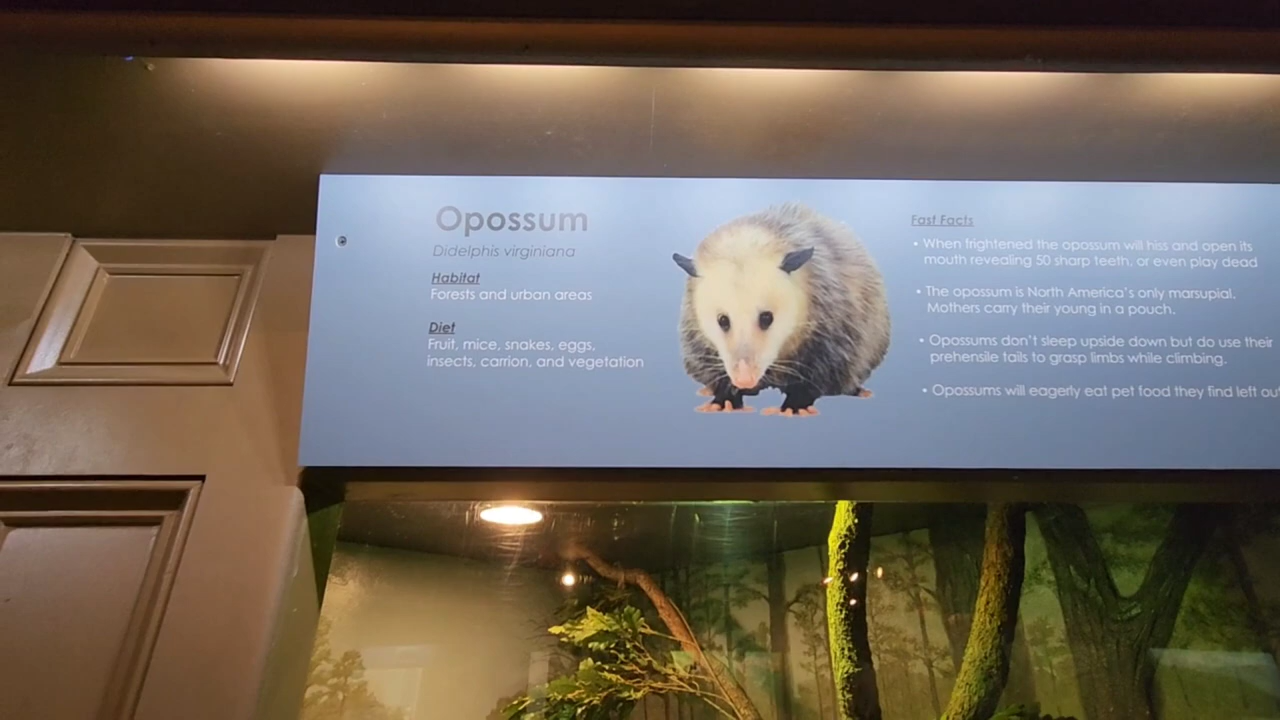 Opossum
Didelphis virginiana
Habitat
Forests and urban areas
Diet
Fruit, mice, snakes, eggs,
insects, carrion, and vegetation
Fast Facts
• When frightened the opossum will hiss and open its
mouth revealing 50 sharp teeth, or even play dead
• The opossum is North America's only marsupial.
Mothers carry their young in a pouch.
• Opossums don't sleep upside down but do use their
prehensile tails to grasp limbs while climbing.
• Opossums will eagerly eat pet food they find left out